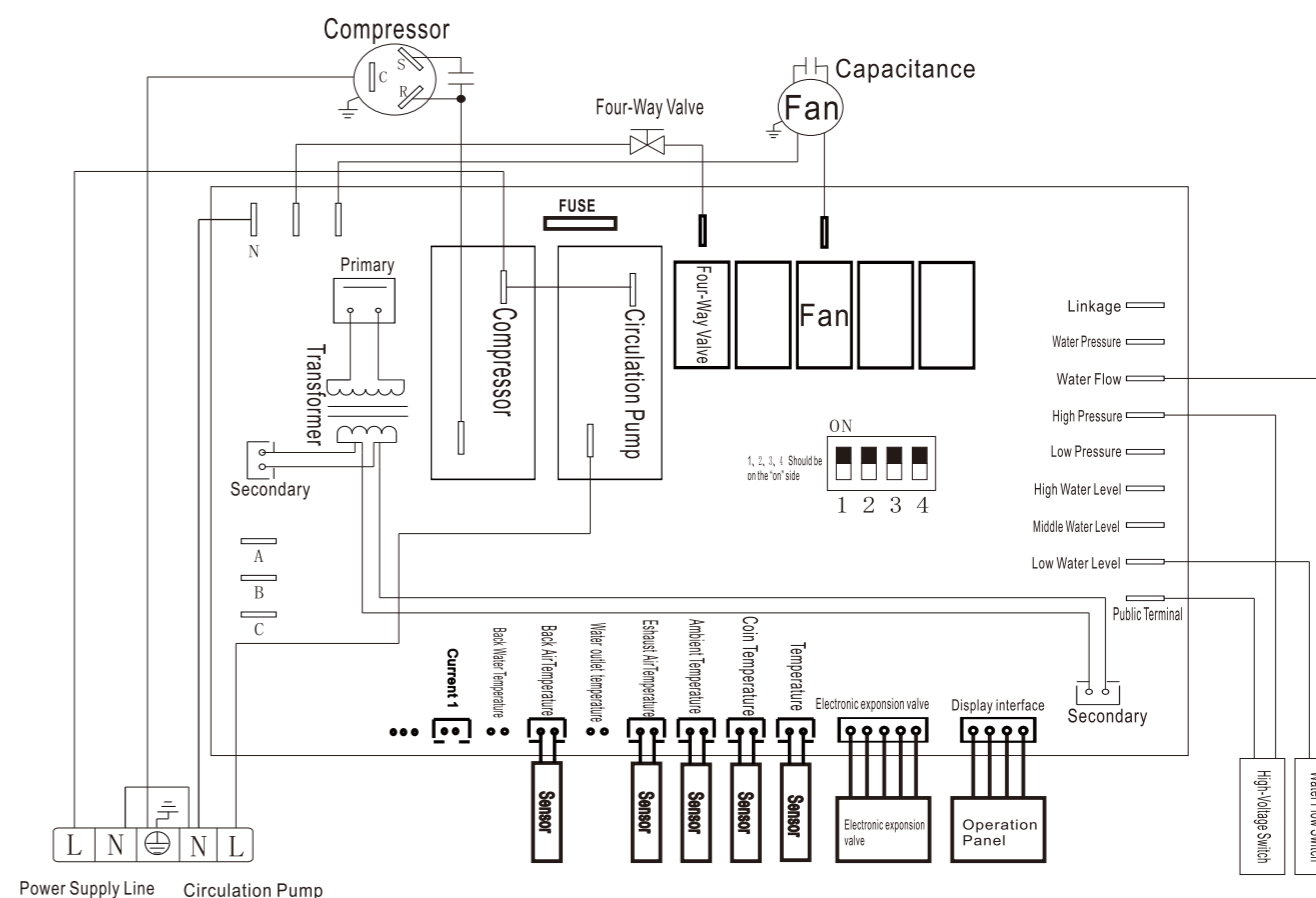 Compressor
S
C
R
Capacitance
Fan
Four-Way Valve
FUSE
N
Primary
Transformer
Compressor
Circulation Pump
Four-Way Valve
Fan
Linkage
Water Pressure
Water Flow
High Pressure
Low Pressure
High Water Level
Middle Water Level
Low Water Level
Public Terminal
ON
1、2、3、4 Should be
on the "on" side
1 2 3 4
Secondary
A
B
C
Current 1
Back Water Temperature
Back Air Temperature
Water outlet temperature
Eshaust Air Temperature
Ambient Temperature
Coin Temperature
Temperature
Electronic exponsion valve
Display interface
Secondary
Sensor
Sensor
Sensor
Sensor
Sensor
Electronic exponsion
valve
Operation
Panel
High-Voltage Switch
Water Flow Switch
L N N L
Power Supply Line
Circulation Pump